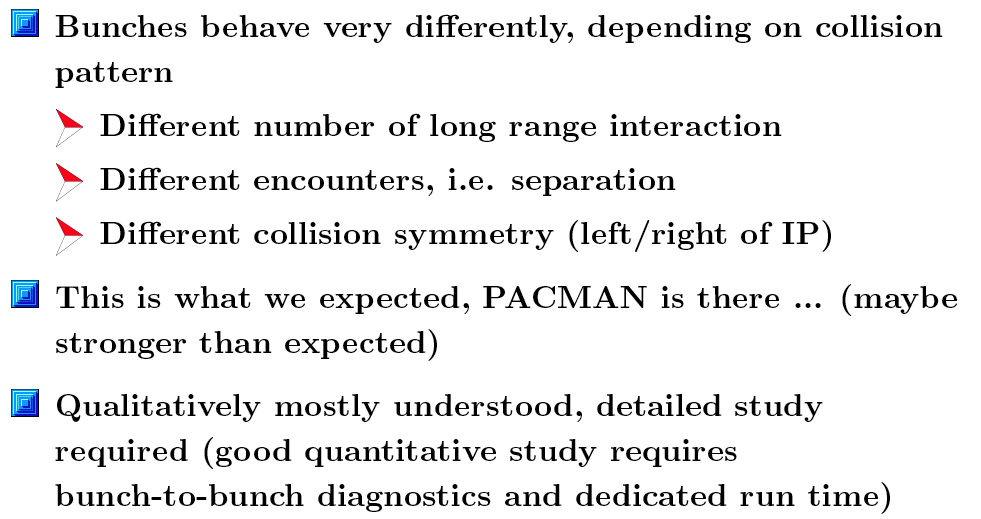 Bunches behave very differently, depending on collision
pattern
Different number of long range interaction
Different encounters, i.e. separation
Different collision symmetry (left/right of IP)
This is what we expected, PACMAN is there ... (maybe
stronger than expected)
Qualitatively mostly understood, detailed study
required (good quantitative study requires
bunch-to-bunch diagnostics and dedicated run time)